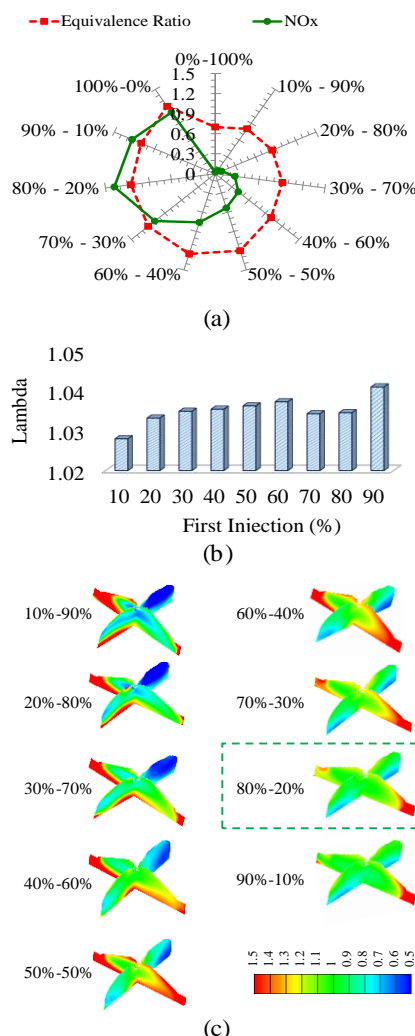 Equivalence Ratio NOx
0%-100%
1.5
1.2
0.9
0.6
0.3
0
10% - 90%
20% - 80%
30% - 70%
40% - 60%
50% - 50%
60% - 40%
70% - 30%
80% - 20%
90% - 10%
100%-0%
(a)
1.05
1.04
1.03
1.02
Lambda
10 20 30 40 50 60 70 80 90
First Iniection (%)
(b)
10%-90%
20%-80%
30%-70%
40%-60%
50%-50%
60%-40%
70%-30%
80%-20%
90%-10%
1.5 1.4 1.3 1.2 1.1 1 0.9 0.8 0.7 0.6 0.5
(c)